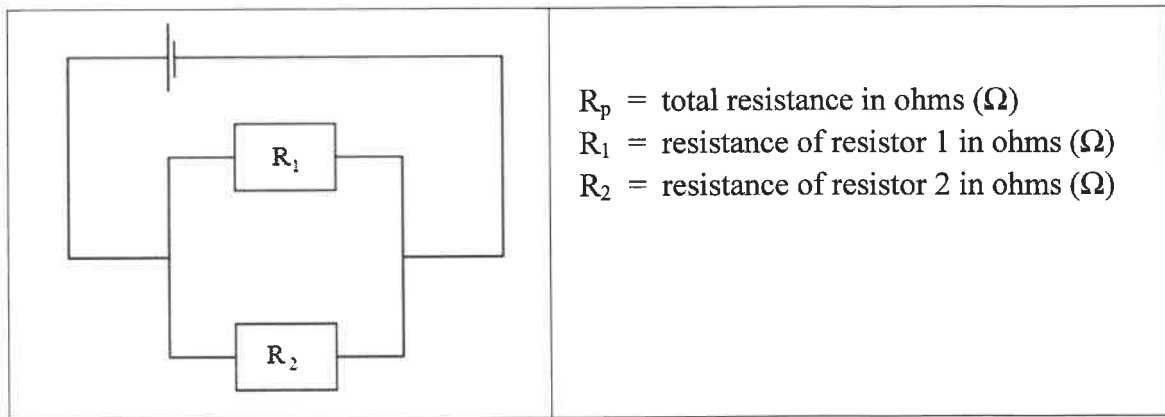 R₁
R₂
Rₚ = total resistance in ohms (Ω)
R₁ = resistance of resistor 1 in ohms (Ω)
R₂ = resistance of resistor 2 in ohms (Ω)